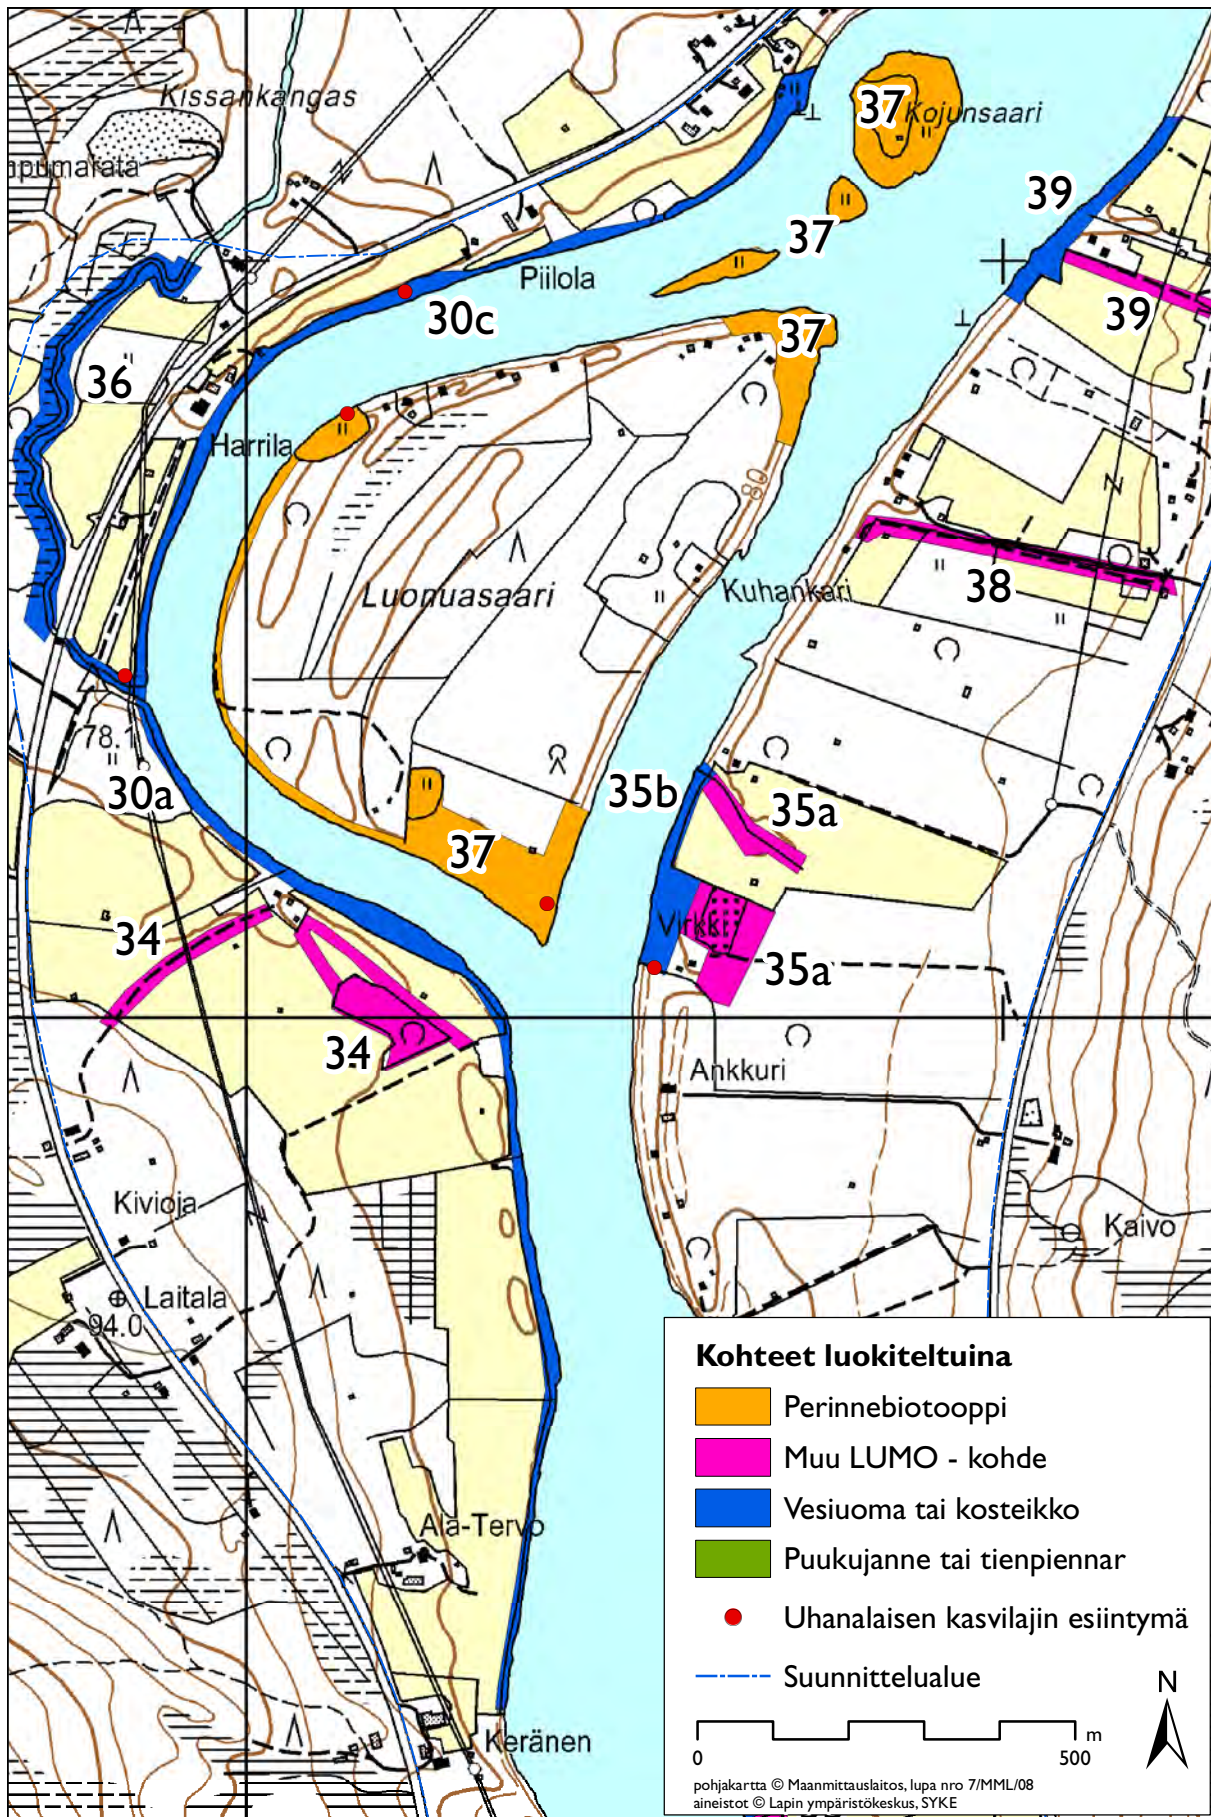 Kissankangas
37
Kojunsaari
mpumarata
39
37
Piilola
30c
39
37
36
Harrila
80
38
Luonuasaari
Kuhankari
78.1
30a
35b
35a
37
34
Virkk
35a
34
Ankkuri
Kivioja
Kaivo
Laitala
94.0
Kohteet luokiteltuina
Perinnebiotooppi
Muu LUMO - kohde
Vesiuoma tai kosteikko
Ala-Tervo
Puukujanne tai tienpiennar
Uhanalaisen kasvilajin esiintymä
Suunnittelualue
N
m
0
500
Keränen
pohjakartta © Maanmittauslaitos, lupa nro 7/MML/08
aineistot © Lapin ympäristökeskus, SYKE